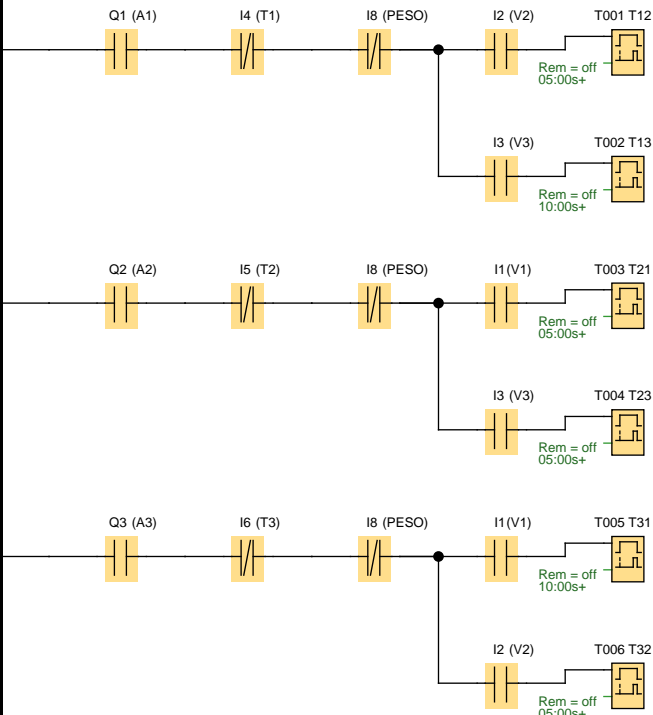 Q1 (A1) I4 (T1) I8 (PESO) I2 (V2) T001 T12
Rem = off
05:00s+
I3 (V3) T002 T13
Rem = off
10:00s+
Q2 (A2) I5 (T2) I8 (PESO) I1(V1) T003 T21
Rem = off
05:00s+
I3 (V3) T004 T23
Rem = off
05:00s+
Q3 (A3) I6 (T3) I8 (PESO) I1(V1) T005 T31
Rem = off
10:00s+
I2 (V2) T006 T32
Rem = off
05:00s+